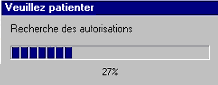 Veuillez patienter
Recherche des autorisations
27%